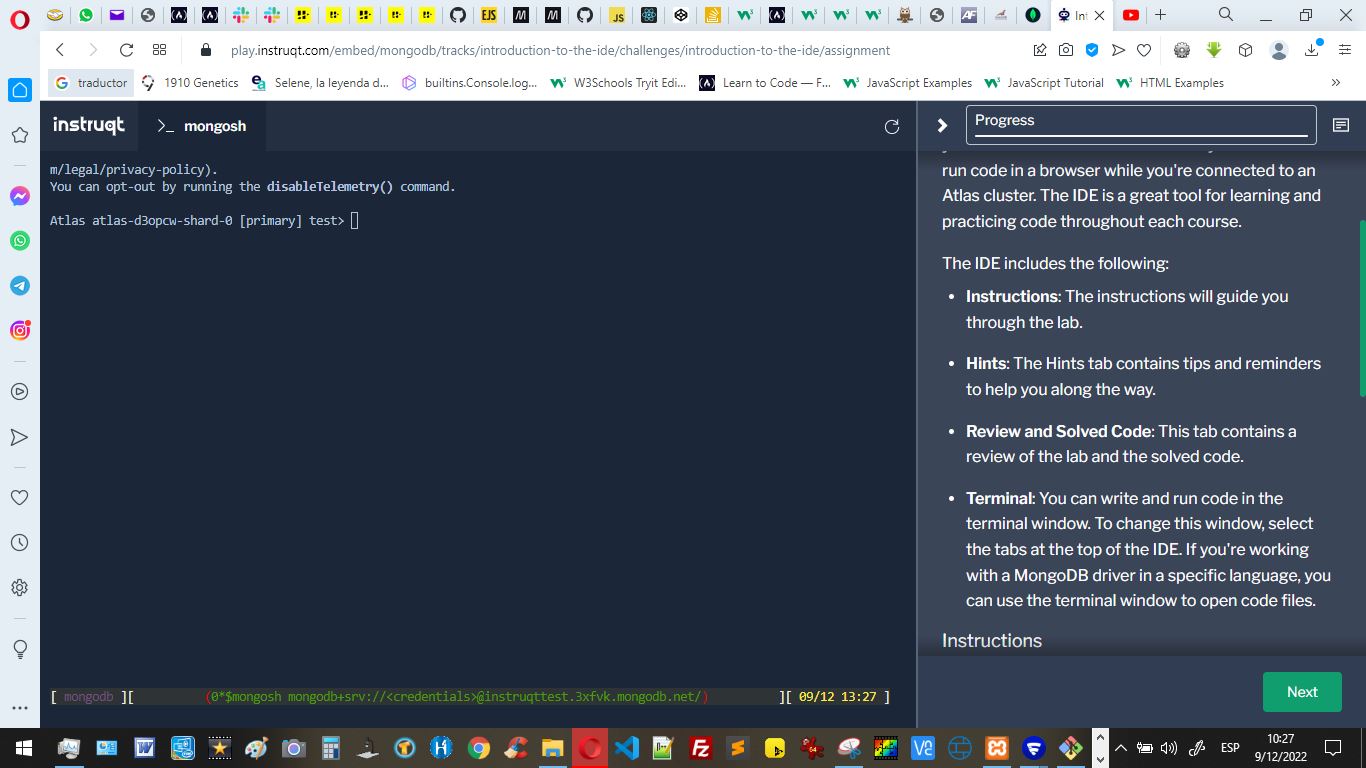 Int
play.instruqt.com/embed/mongodb/tracks/introduction-to-the-ide/challenges/introduction-to-the-ide/assignment
traductor
1910 Genetics
Selene, la leyenda d...
builtins.Console.log...
W3Schools Tryit Edi...
Learn to Code — F...
JavaScript Examples
JavaScript Tutorial
HTML Examples
instruqt
>_ mongosh
Progress
m/legal/privacy-policy).
You can opt-out by running the disableTelemetry() command.
Atlas atlas-d3opcw-shard-0 [primary] test>
run code in a browser while you're connected to an
Atlas cluster. The IDE is a great tool for learning and
practicing code throughout each course.
The IDE includes the following:
• Instructions: The instructions will guide you
through the lab.
• Hints: The Hints tab contains tips and reminders
to help you along the way.
• Review and Solved Code: This tab contains a
review of the lab and the solved code.
• Terminal: You can write and run code in the
terminal window. To change this window, select
the tabs at the top of the IDE. If you're working
with a MongoDB driver in a specific language, you
can use the terminal window to open code files.
Instructions
[ mongodb ][ (0*$mongosh mongodb+srv://<credentials>@instruqttest.3xfvk.mongodb.net/) ][ 09/12 13:27 ]
Next
ESP
10:27
9/12/2022